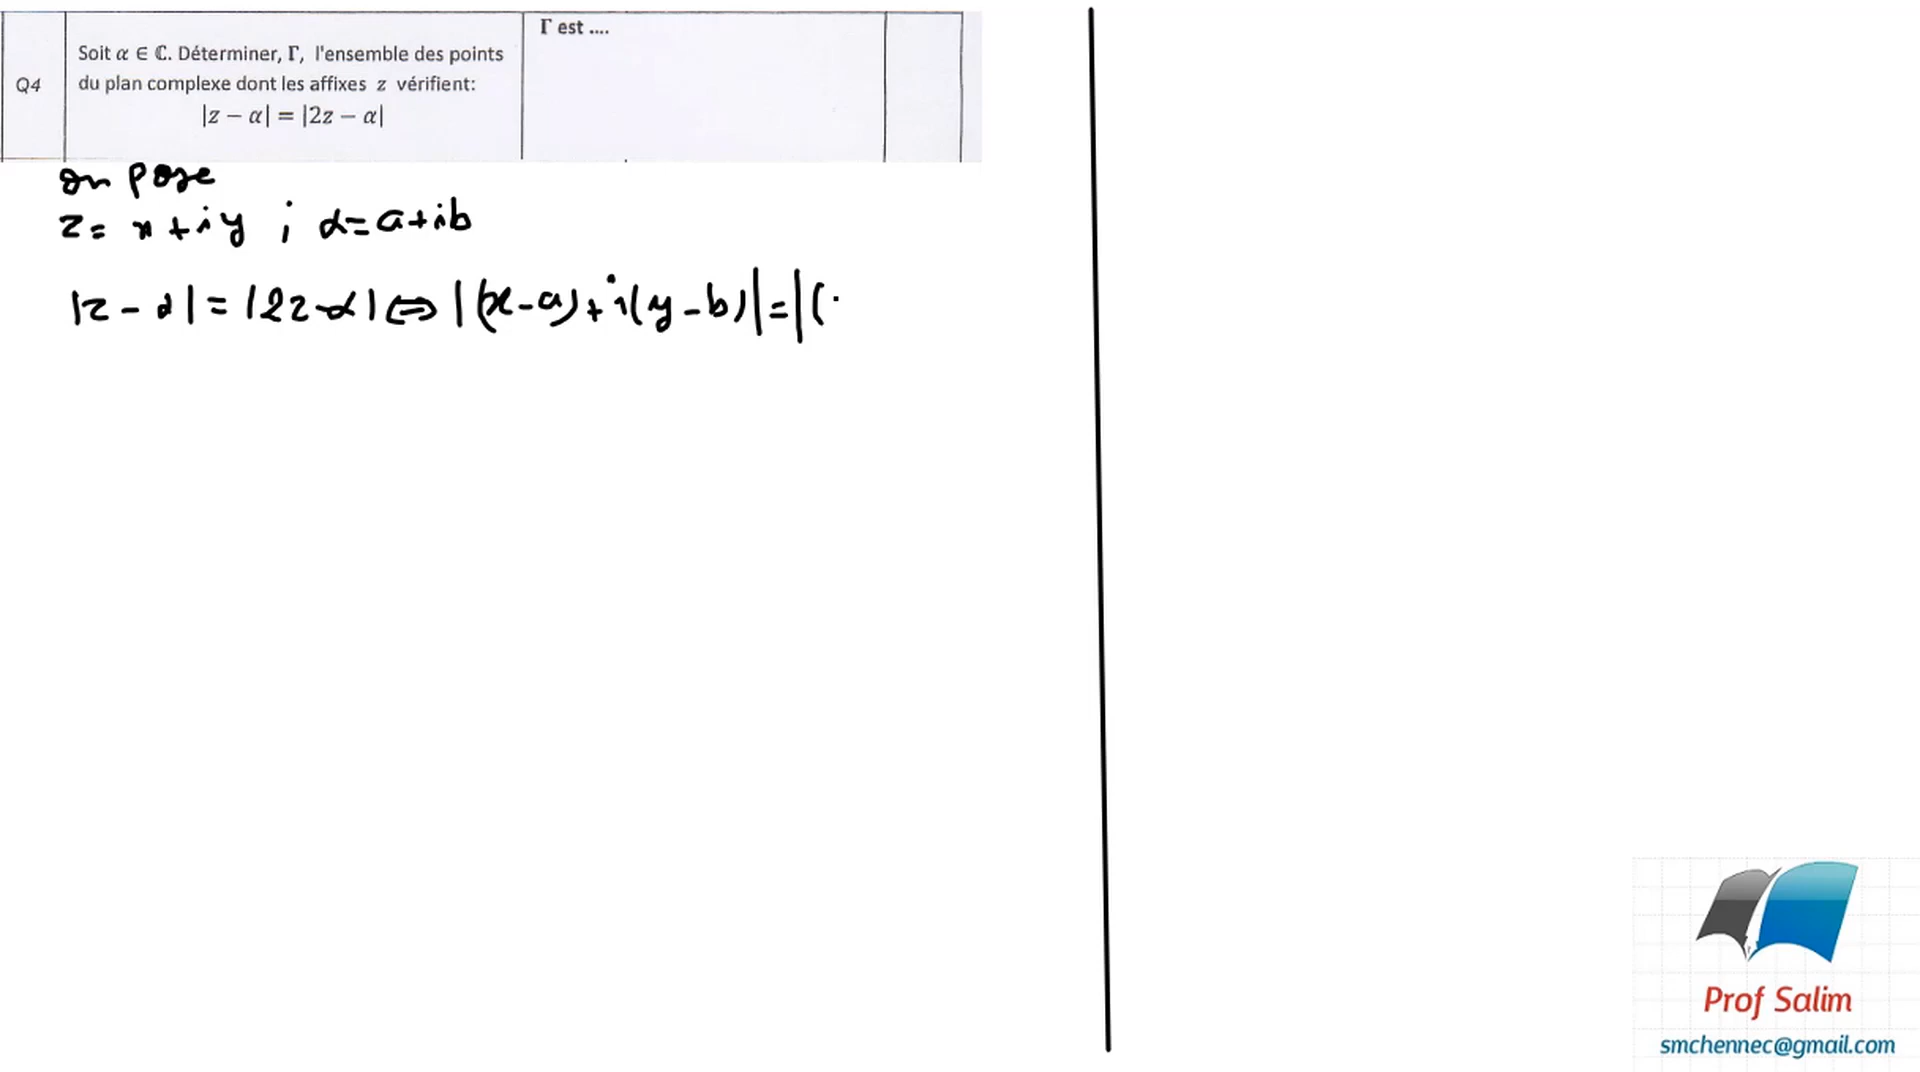 Q4
Soit α ∈ ℂ. Déterminer, Γ, l'ensemble des points
du plan complexe dont les affixes z vérifient:
|z − α| = |2z − α|
Γ est ....
on pose
z = x + iy ; α = a + ib
|z − α| = |2z − α| ⇔ |(x − a) + i(y − b)| = |(
Prof Salim
smchennec@gmail.com